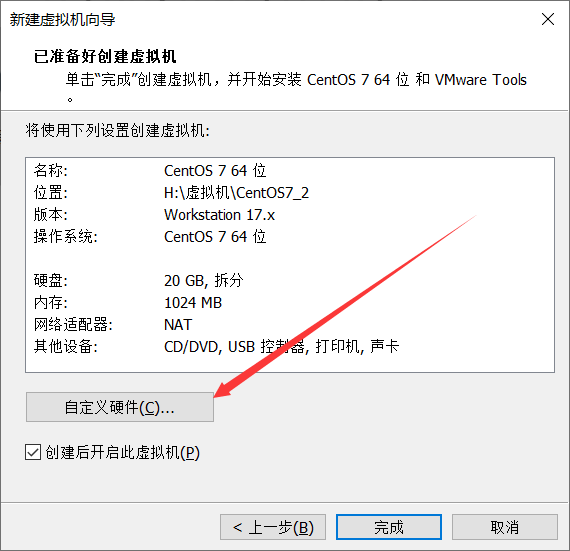 新建虚拟机向导
已准备好创建虚拟机
单击“完成”创建虚拟机，并开始安装 CentOS 7 64 位 和 VMware Tools
。
将使用下列设置创建虚拟机:
名称: CentOS 7 64 位
位置: H:\虚拟机\CentOS7_2
版本: Workstation 17.x
操作系统: CentOS 7 64 位
硬盘: 20 GB, 拆分
内存: 1024 MB
网络适配器: NAT
其他设备: CD/DVD, USB 控制器, 打印机, 声卡
自定义硬件(C)...
创建后开启此虚拟机(P)
< 上一步(B) 完成 取消